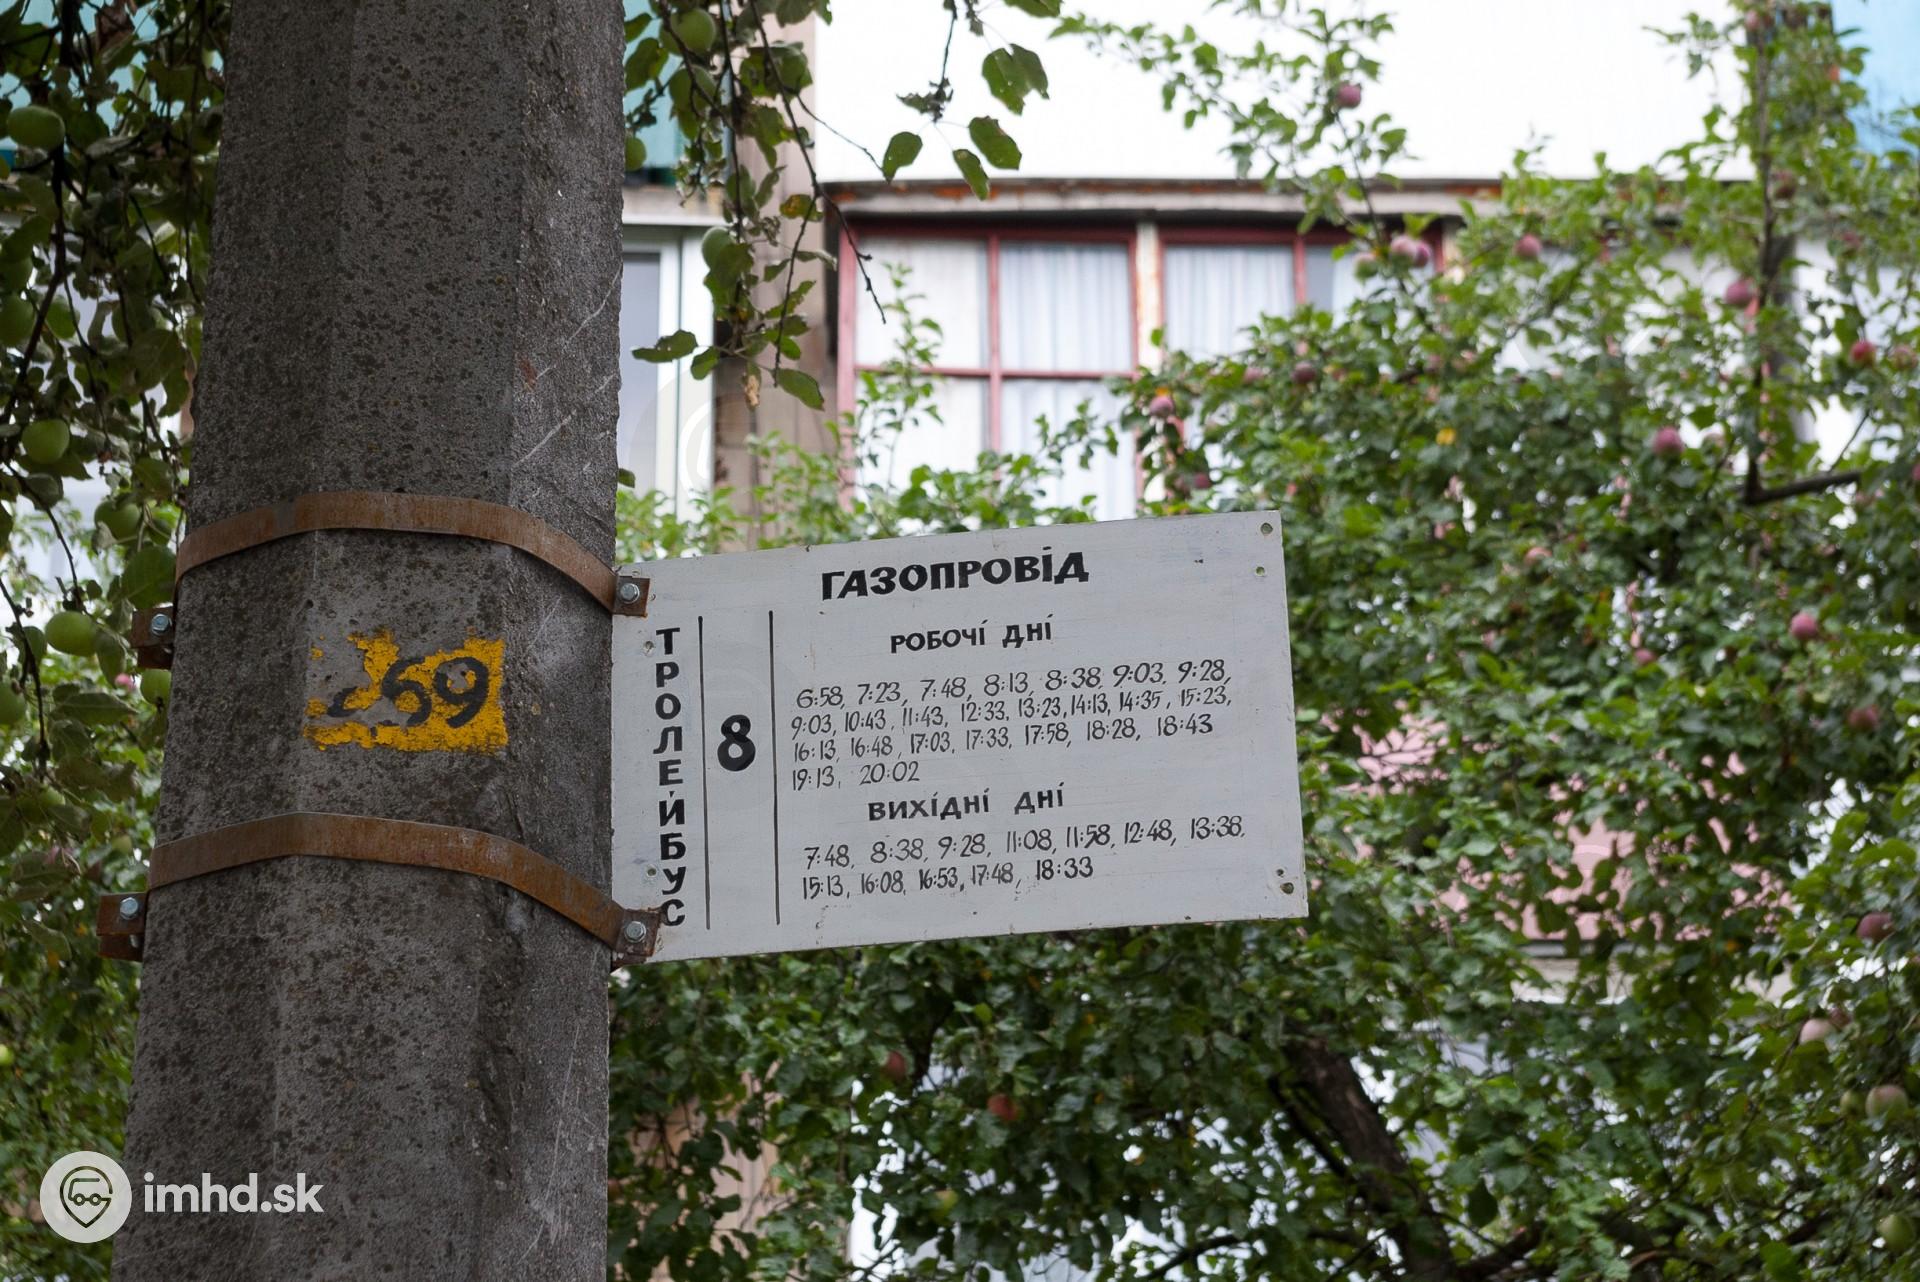 ГАЗОПРОВІД
ТРОЛЕЙБУС
8
РОБОЧІ ДНІ
6:58, 7:23, 7:48, 8:13, 8:38, 9:03, 9:28,
9:03, 10:43, 11:43, 12:33, 13:23, 14:13, 14:35, 15:23,
16:13, 16:48, 17:03, 17:33, 17:58, 18:28, 18:43
19:13, 20:02
ВИХІДНІ ДНІ
7:48, 8:38, 9:28, 11:08, 11:58, 12:48, 13:38,
15:13, 16:08, 16:53, 17:48, 18:33
69
imhd.sk